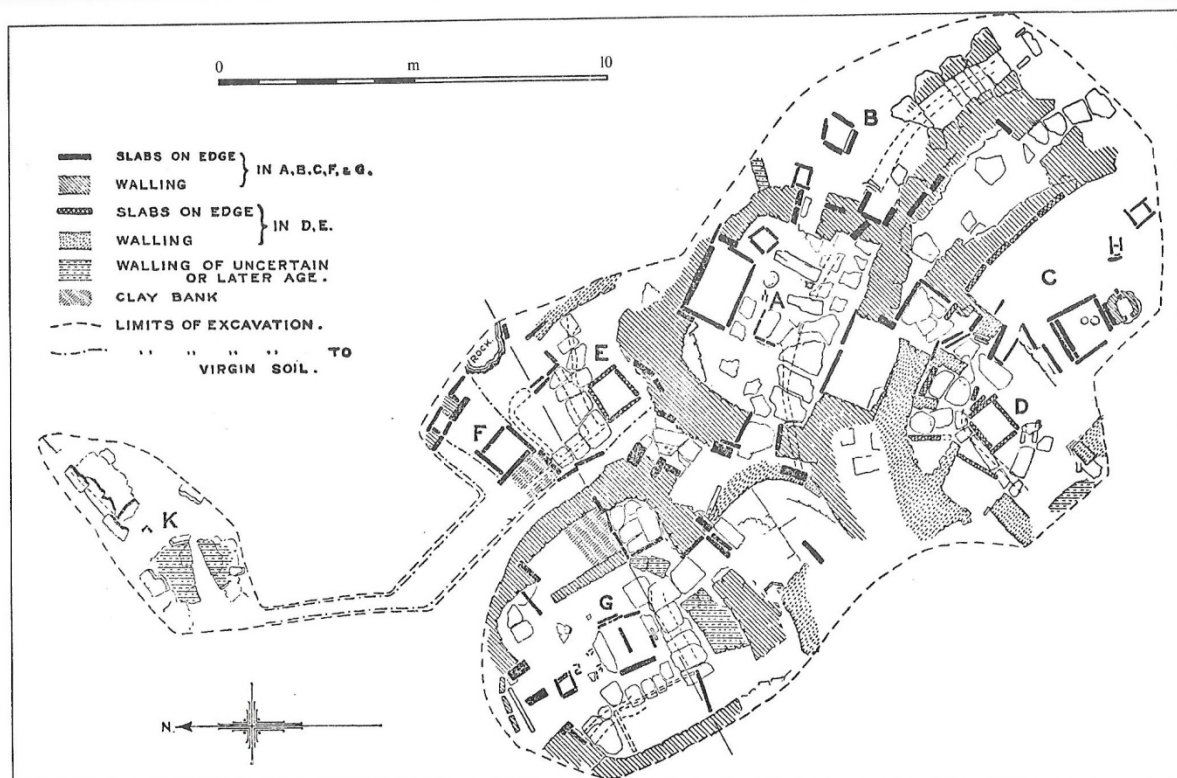 0 m 10
SLABS ON EDGE } IN A, B, C, F, & G.
WALLING
SLABS ON EDGE } IN D, E.
WALLING
WALLING OF UNCERTAIN
OR LATER AGE.
CLAY BANK
LIMITS OF EXCAVATION.
" " " " TO
VIRGIN SOIL.
B
H
C
A
ROCK
E
D
F
K
G
2
N.